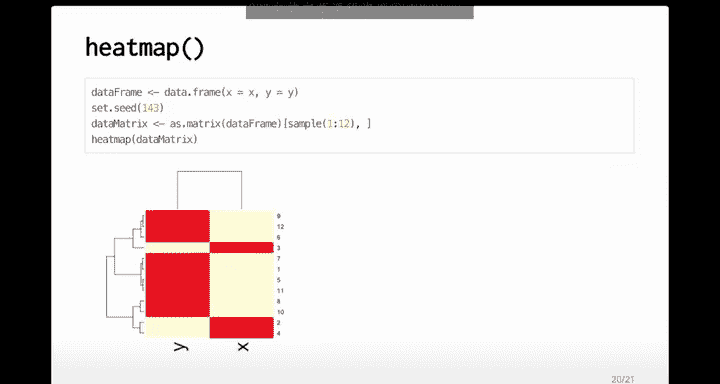 heatmap()
dataFrame <- data.frame(x = x, y = y)
set.seed(143)
dataMatrix <- as.matrix(dataFrame)[sample(1:12), ]
heatmap(dataMatrix)
9
12
6
3
7
1
5
11
8
10
2
4
y
x
20/21